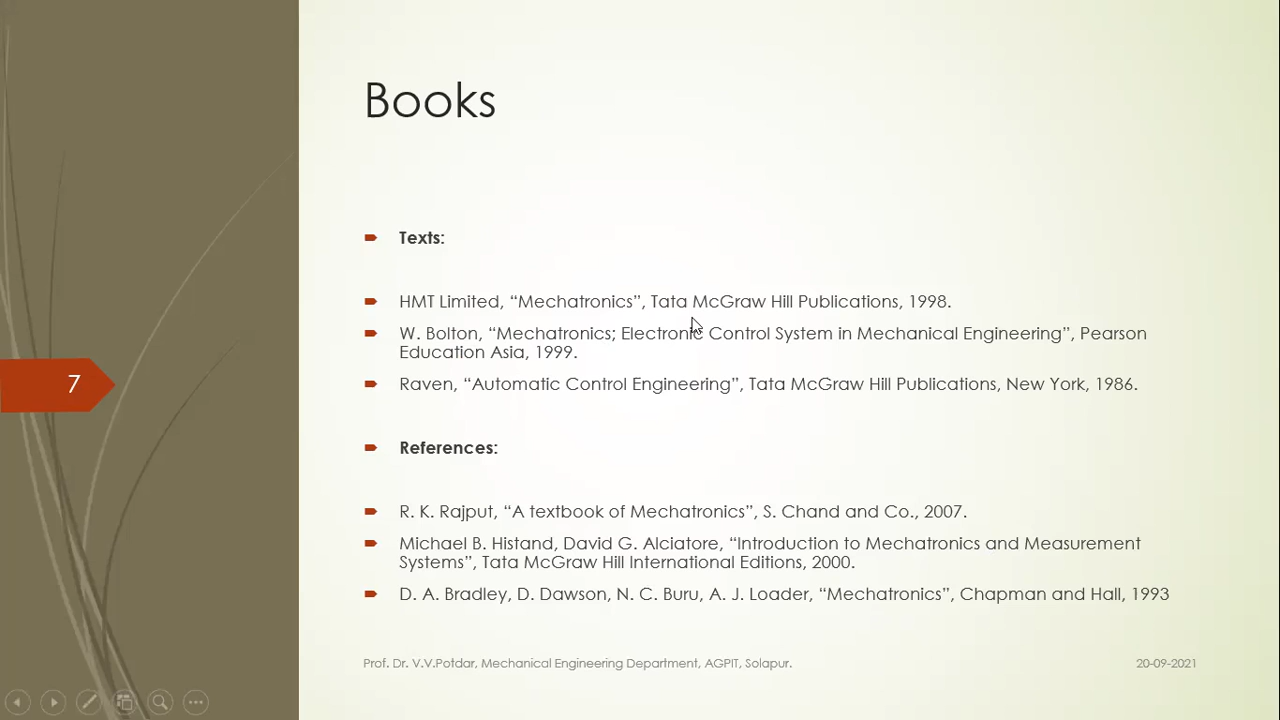 Books
Texts:
HMT Limited, “Mechatronics”, Tata McGraw Hill Publications, 1998.
W. Bolton, “Mechatronics; Electronic Control System in Mechanical Engineering”, Pearson
Education Asia, 1999.
Raven, “Automatic Control Engineering”, Tata McGraw Hill Publications, New York, 1986.
7
References:
R. K. Rajput, “A textbook of Mechatronics”, S. Chand and Co., 2007.
Michael B. Histand, David G. Alciatore, “Introduction to Mechatronics and Measurement
Systems”, Tata McGraw Hill International Editions, 2000.
D. A. Bradley, D. Dawson, N. C. Buru, A. J. Loader, “Mechatronics”, Chapman and Hall, 1993
Prof. Dr. V.V.Potdar, Mechanical Engineering Department, AGPIT, Solapur.
20-09-2021